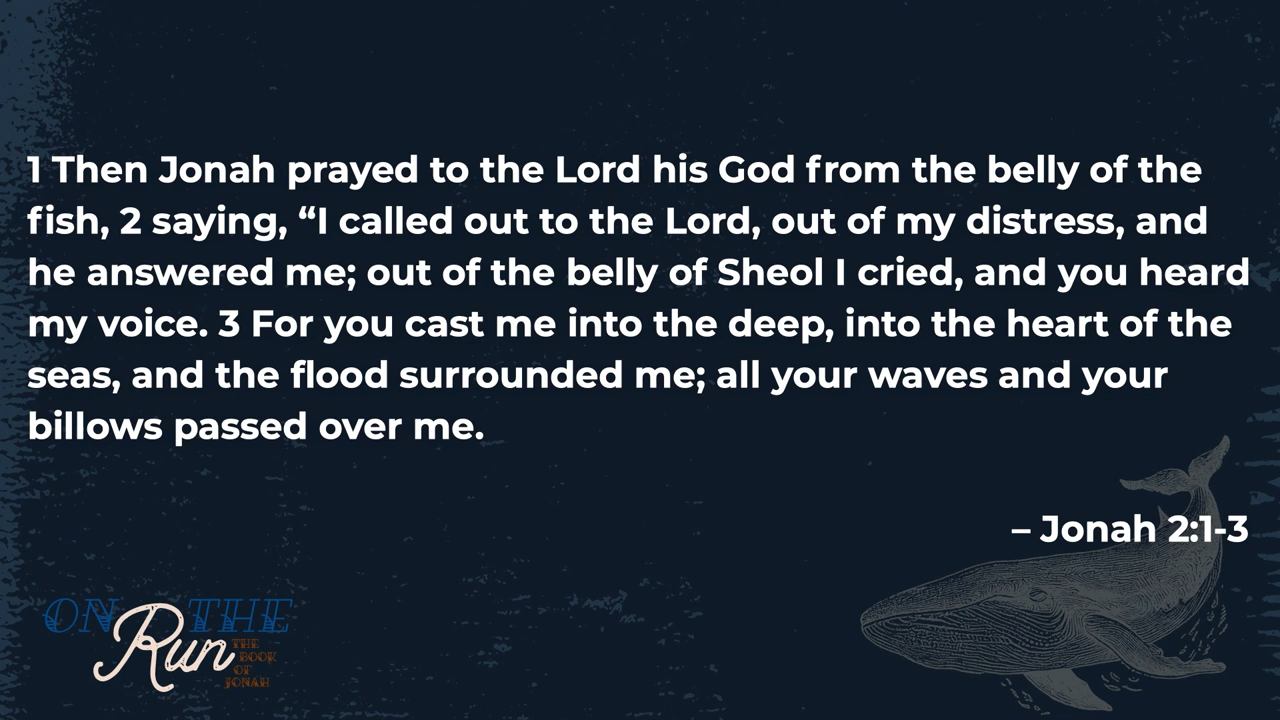 1 Then Jonah prayed to the Lord his God from the belly of the
fish, 2 saying, “I called out to the Lord, out of my distress, and
he answered me; out of the belly of Sheol I cried, and you heard
my voice. 3 For you cast me into the deep, into the heart of the
seas, and the flood surrounded me; all your waves and your
billows passed over me.
– Jonah 2:1-3
ON THE
Run
THE
BOOK
OF
JONAH